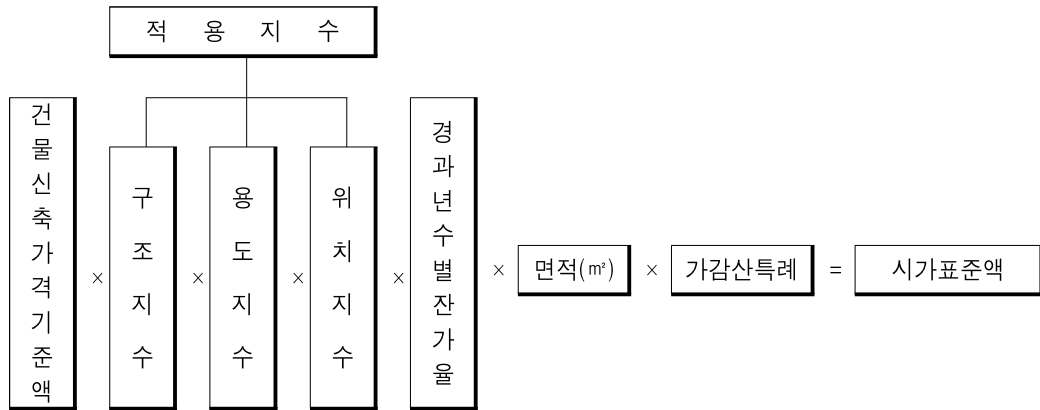 적 용 지 수
건물신축가격기준액 × 구조지수 × 용도지수 × 위치지수 × 경과년수별잔가율 × 면적(㎡) × 가감산특례 = 시가표준액